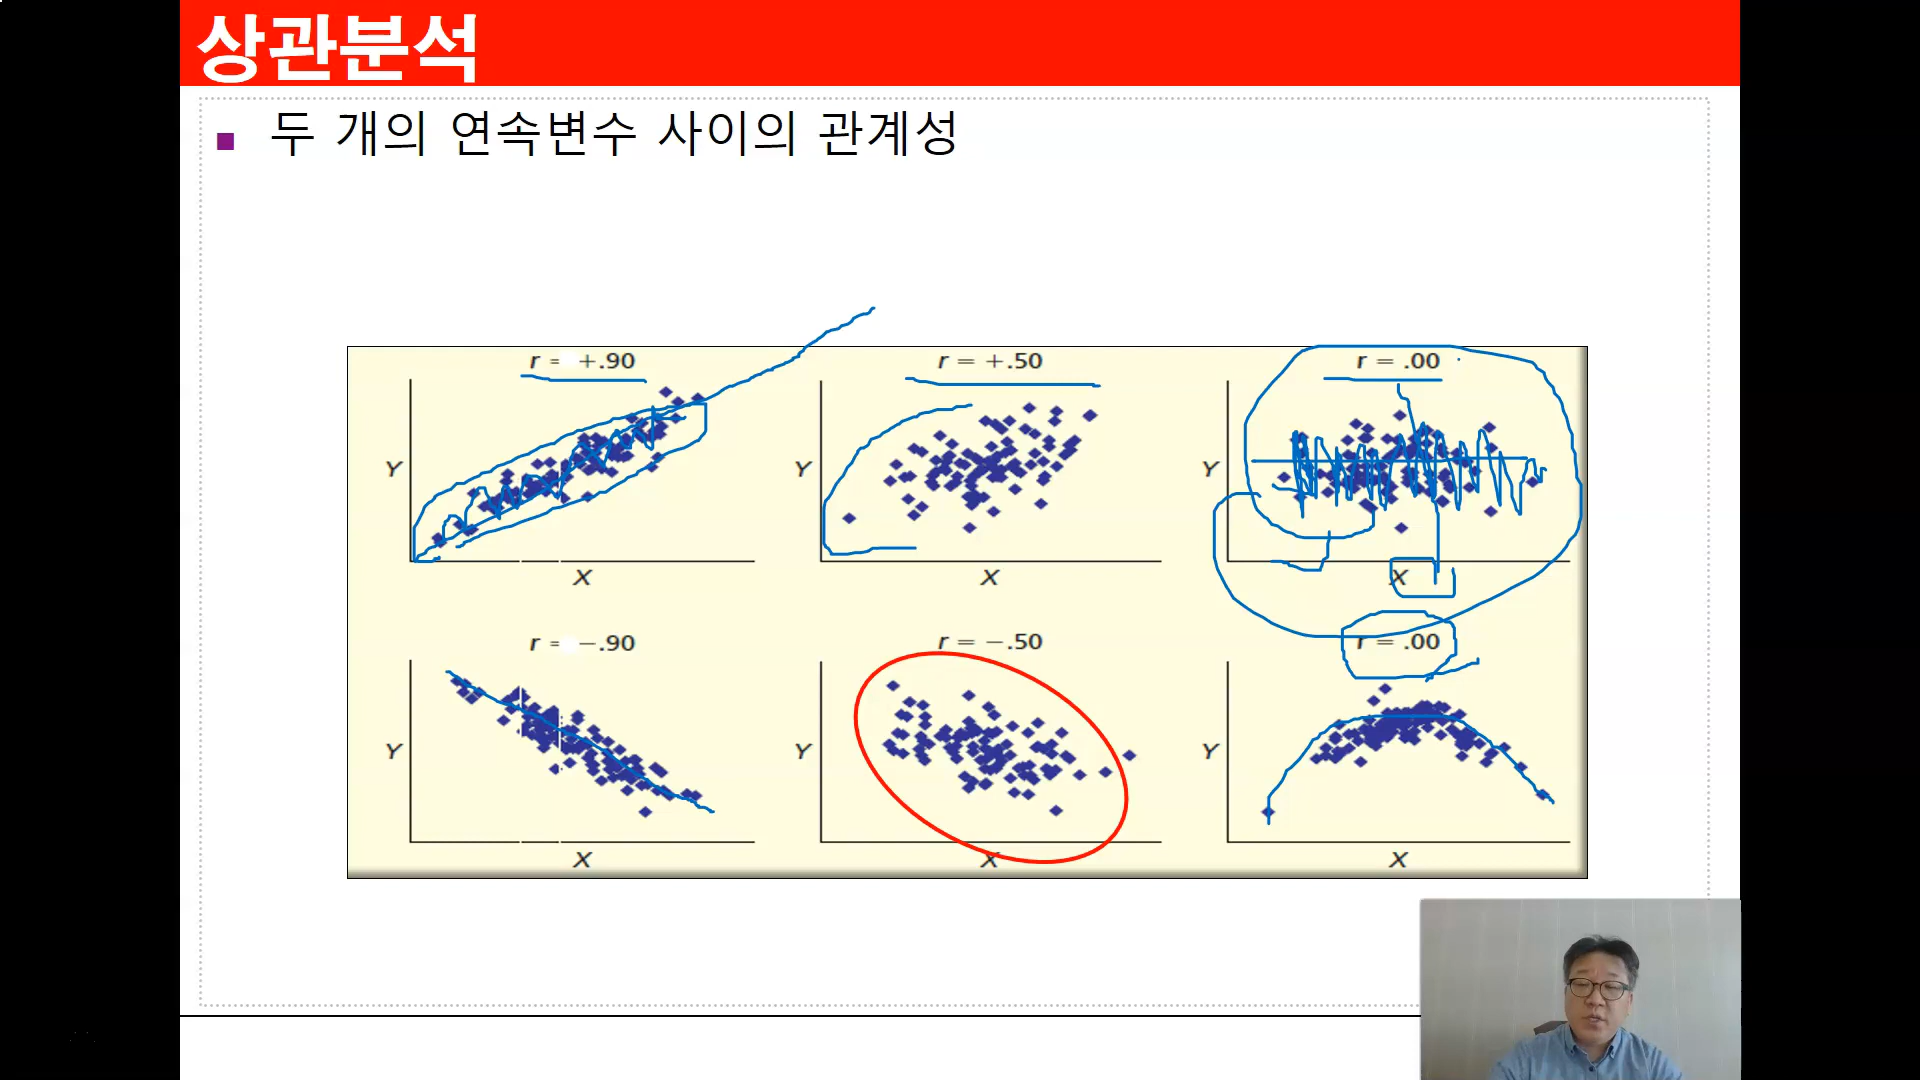 상관분석
■ 두 개의 연속변수 사이의 관계성
r = +.90
r = +.50
r = .00
Y
Y
Y
X
X
X
r = −.90
r = −.50
r = .00
Y
Y
Y
X
X
X